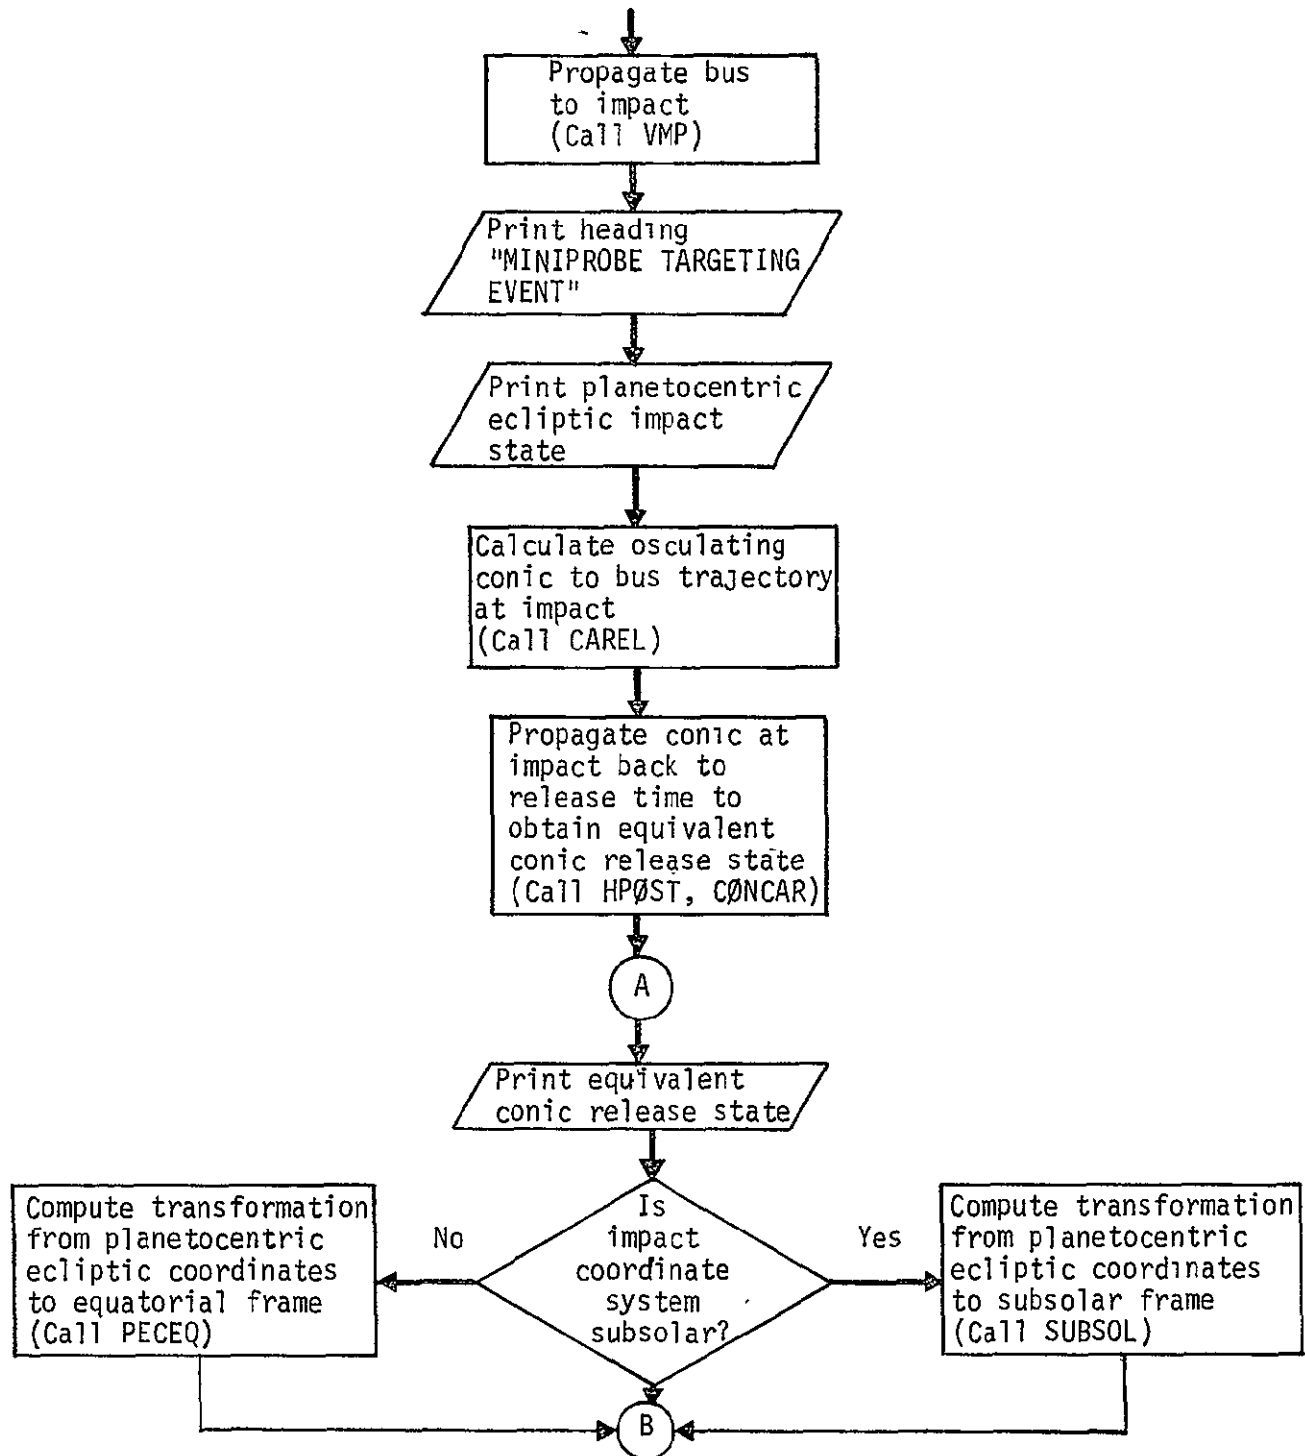 Propagate bus
to impact
(Call VMP)
Print heading
"MINIPROBE TARGETING
EVENT"
Print planetocentric
ecliptic impact
state
Calculate osculating
conic to bus trajectory
at impact
(Call CAREL)
Propagate conic at
impact back to
release time to
obtain equivalent
conic release state
(Call HPØST, CØNCAR)
A
Print equivalent
conic release state
Compute transformation
from planetocentric
ecliptic coordinates
to equatorial frame
(Call PECEQ)
No
Is
impact
coordinate
system
subsolar?
Yes
Compute transformation
from planetocentric
ecliptic coordinates
to subsolar frame
(Call SUBSOL)
B